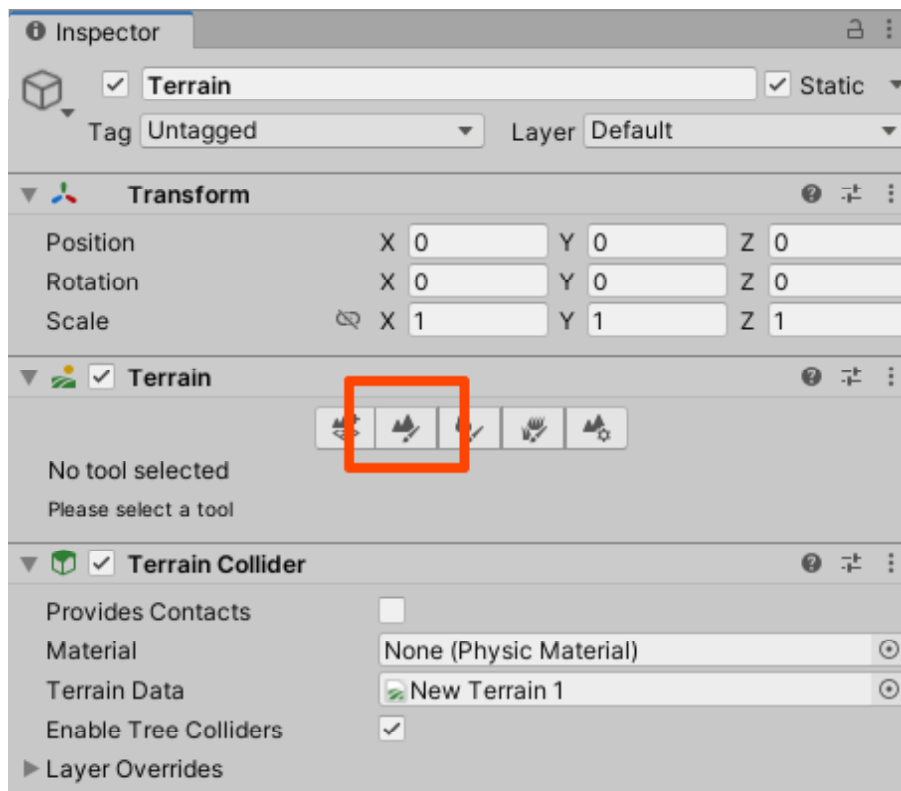 Inspector
Terrain
Static
Tag Untagged Layer Default
Transform
Position X 0 Y 0 Z 0
Rotation X 0 Y 0 Z 0
Scale X 1 Y 1 Z 1
Terrain
No tool selected
Please select a tool
Terrain Collider
Provides Contacts
Material None (Physic Material)
Terrain Data New Terrain 1
Enable Tree Colliders
Layer Overrides